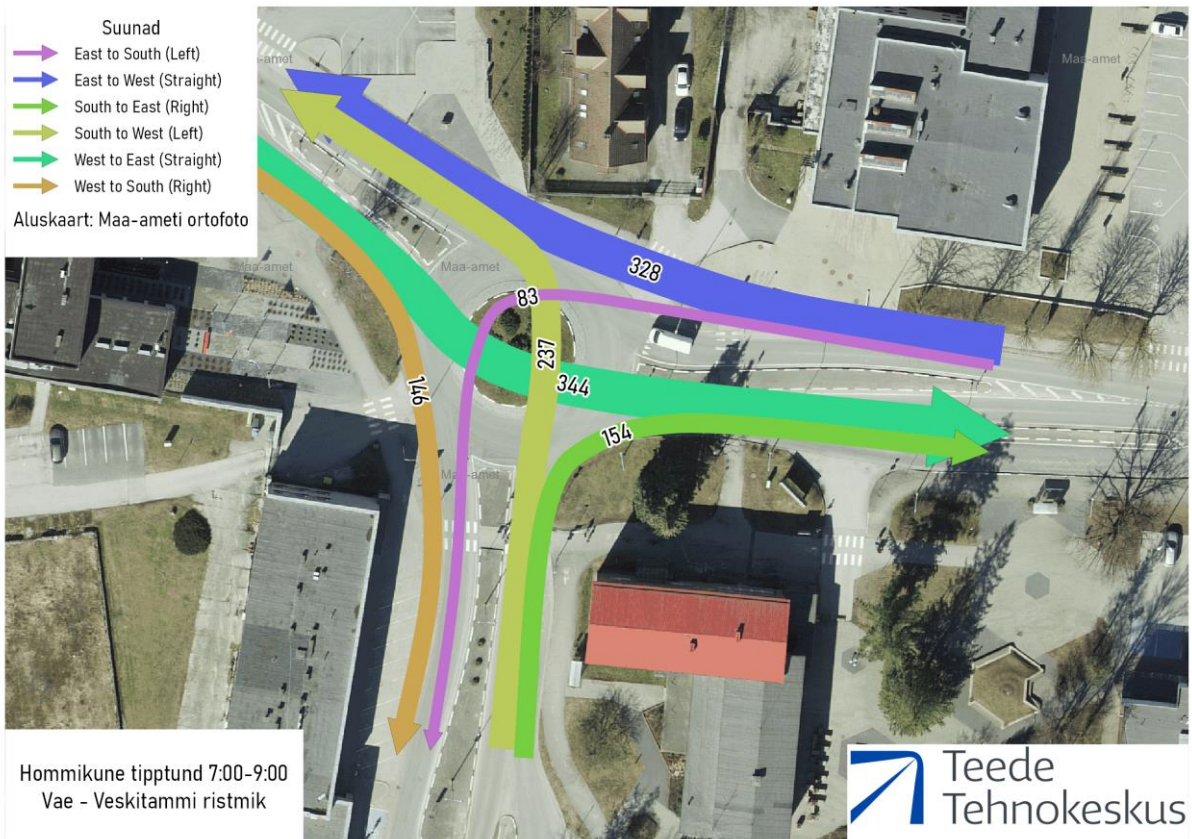 Suunad
East to South (Left)
East to West (Straight)
South to East (Right)
South to West (Left)
West to East (Straight)
West to South (Right)
Aluskaart: Maa-ameti ortofoto
Maa-amet
Maa-amet
Maa-amet
Maa-amet
328
83
237
344
146
154
Maa-amet
Hommikune tipptund 7:00-9:00
Vae - Veskitammi ristmik
Teede
Tehnokeskus